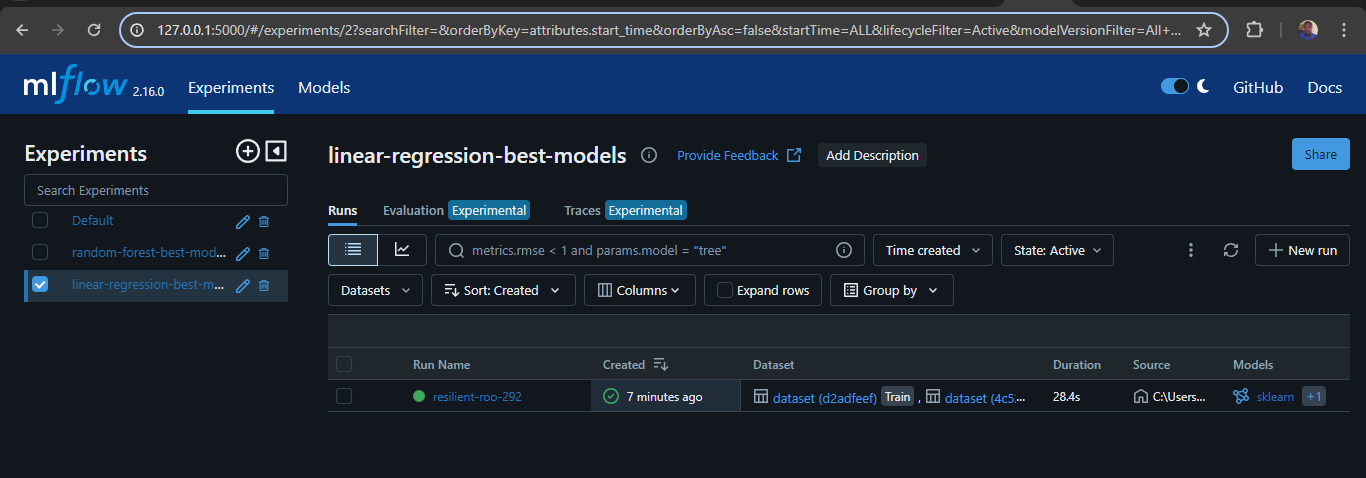 127.0.0.1:5000/#/experiments/2?searchFilter=&orderByKey=attributes.start_time&orderByAsc=false&startTime=ALL&lifecycleFilter=Active&modelVersionFilter=All+...
mlflow 2.16.0 Experiments Models GitHub Docs
Experiments
Search Experiments
Default
random-forest-best-mod...
linear-regression-best-m...
linear-regression-best-models Provide Feedback Add Description Share
Runs Evaluation Experimental Traces Experimental
metrics.rmse < 1 and params.model = "tree" Time created State: Active New run
Datasets Sort: Created Columns Expand rows Group by
Run Name Created Dataset Duration Source Models
resilient-roo-292 7 minutes ago dataset (d2adfeef) Train , dataset (4c5... 28.4s C:\Users... sklearn +1